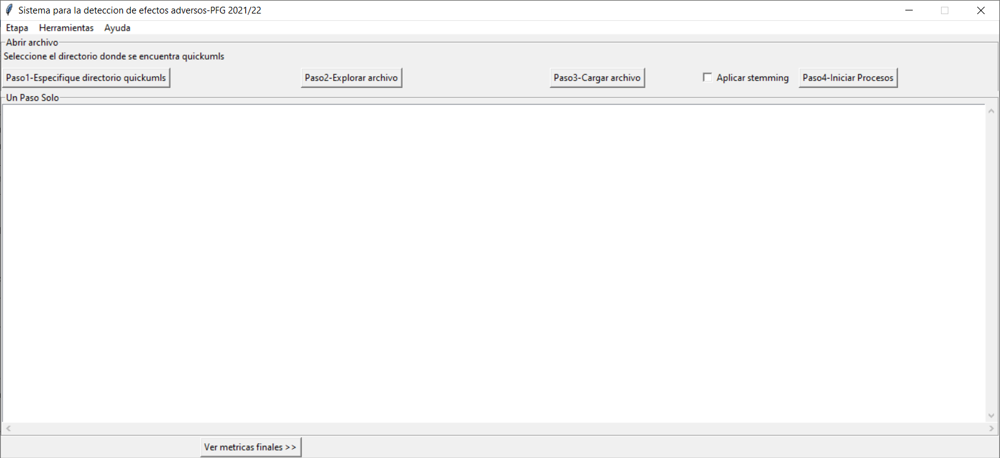 Sistema para la deteccion de efectos adversos-PFG 2021/22
Etapa Herramientas Ayuda
Abrir archivo
Seleccione el directorio donde se encuentra quickumls
Paso1-Especifique directorio quickumls Paso2-Explorar archivo Paso3-Cargar archivo Aplicar stemming Paso4-Iniciar Procesos
Un Paso Solo
Ver metricas finales >>